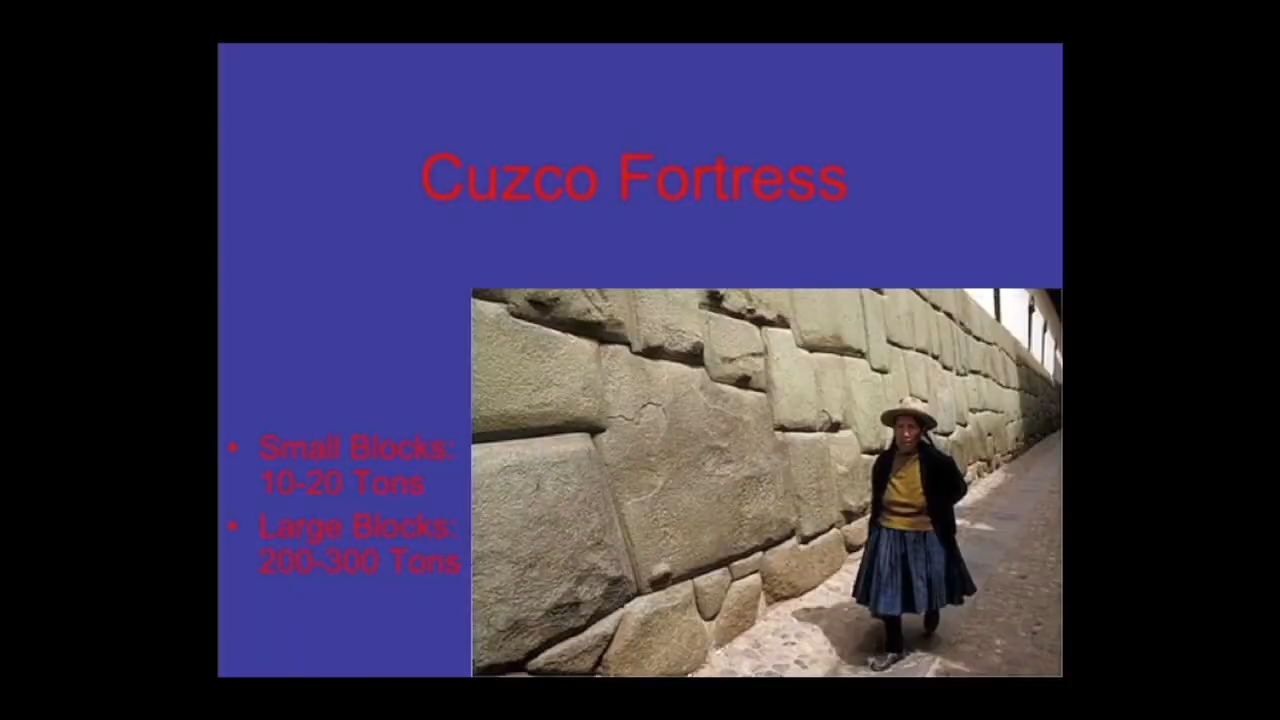 Cuzco Fortress
• Small Blocks:
10-20 Tons
• Large Blocks:
200-300 Tons